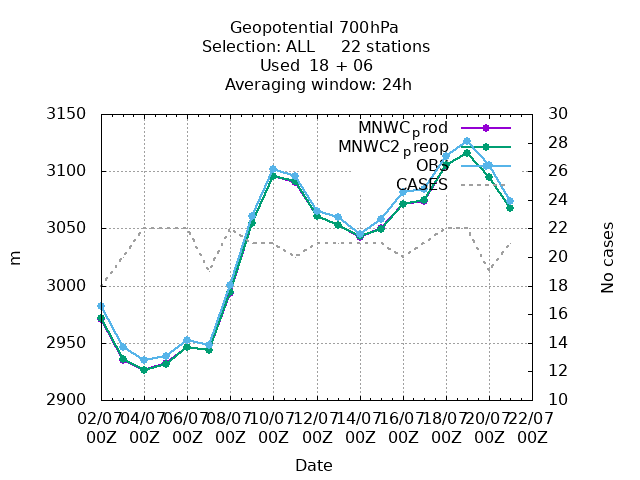 Geopotential 700hPa
Selection: ALL 22 stations
Used 18 + 06
Averaging window: 24h
MNWC_prod
MNWC2_preop
OBS
CASES
3150
3100
3050
3000
2950
2900
30
28
26
24
22
20
18
16
14
12
10
m
No cases
02/07 04/07 06/07 08/07 10/07 12/07 14/07 16/07 18/07 20/07 22/07
00Z 00Z 00Z 00Z 00Z 00Z 00Z 00Z 00Z 00Z 00Z
Date